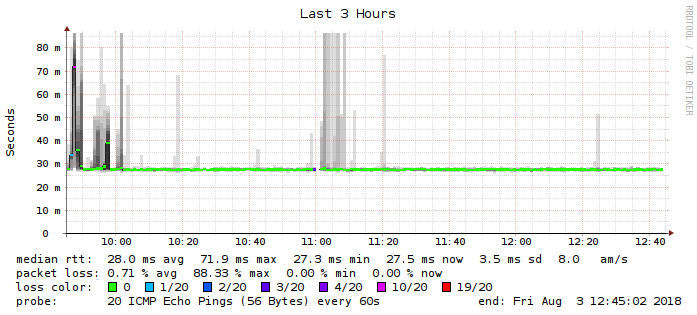 Last 3 Hours
RRDTOOL / TOBI OETIKER
Seconds
80 m
70 m
60 m
50 m
40 m
30 m
20 m
10 m
0
10:00 10:20 10:40 11:00 11:20 11:40 12:00 12:20 12:40
median rtt: 28.0 ms avg 71.9 ms max 27.3 ms min 27.5 ms now 3.5 ms sd 8.0 am/s
packet loss: 0.71 % avg 88.33 % max 0.00 % min 0.00 % now
loss color: 0 1/20 2/20 3/20 4/20 10/20 19/20
probe: 20 ICMP Echo Pings (56 Bytes) every 60s end: Fri Aug 3 12:45:02 2018